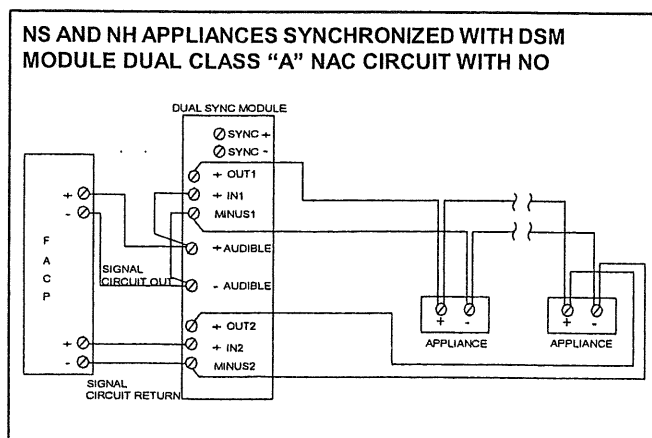 NS AND NH APPLIANCES SYNCHRONIZED WITH DSM
MODULE DUAL CLASS “A” NAC CIRCUIT WITH NO
DUAL SYNC MODULE
SYNC +
SYNC -
+ OUT1
+ IN1
MINUS1
+ AUDIBLE
- AUDIBLE
+ OUT2
+ IN2
MINUS2
+
-
F
A
C
P
+
-
SIGNAL
CIRCUIT OUT
SIGNAL
CIRCUIT RETURN
+ -
APPLIANCE
+ -
APPLIANCE